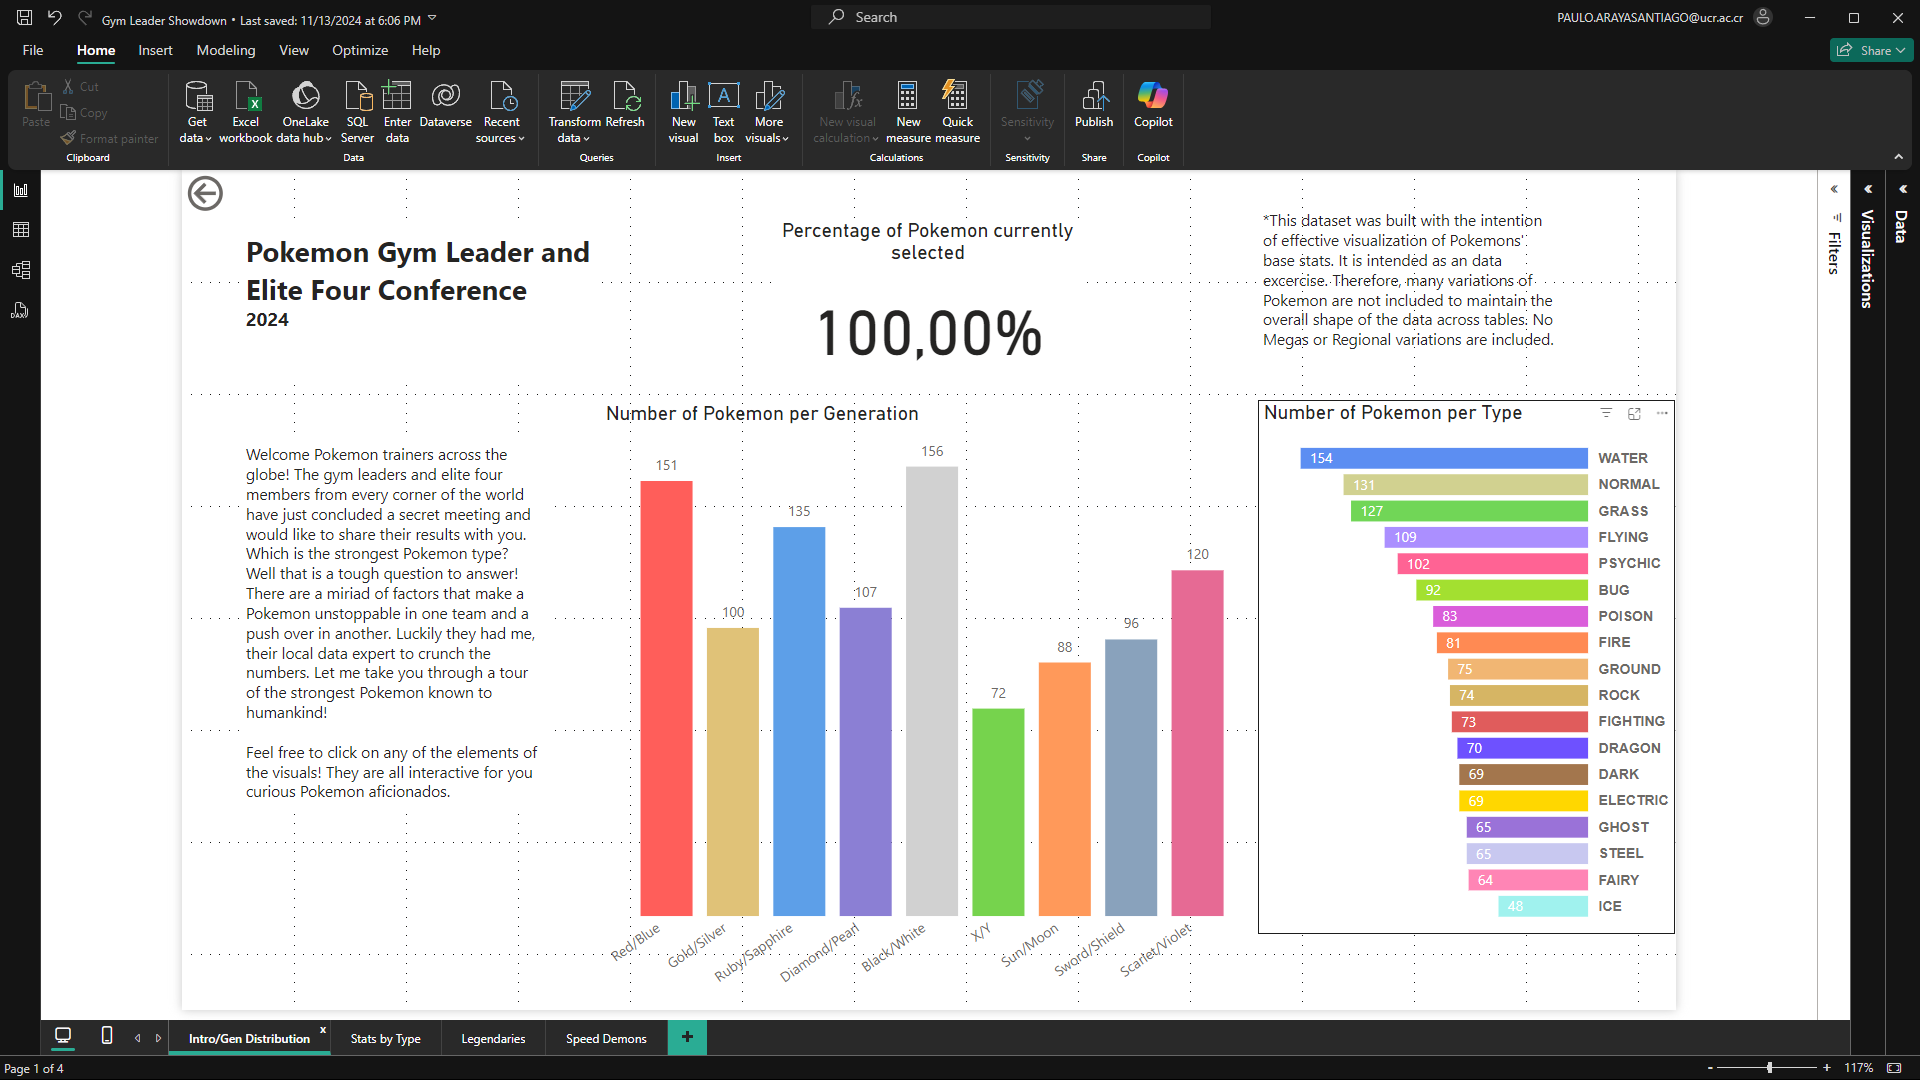 Gym Leader Showdown • Last saved: 11/13/2024 at 6:06 PM
Search
PAULO.ARAYASANTIAGO@ucr.ac.cr
File Home Insert Modeling View Optimize Help
Share
Paste
Cut
Copy
Format painter
Clipboard
Get data
Excel workbook
OneLake data hub
SQL Server
Enter data
Dataverse
Recent sources
Data
Transform data
Refresh
Queries
New visual
Text box
More visuals
Insert
New visual calculation
New measure
Quick measure
Calculations
Sensitivity
Sensitivity
Publish
Share
Copilot
Copilot
Pokemon Gym Leader and
Elite Four Conference
2024
Percentage of Pokemon currently
selected
100,00%
*This dataset was built with the intention
of effective visualization of Pokemons'
base stats. It is intended as an data
excercise. Therefore, many variations of
Pokemon are not included to maintain the
overall shape of the data across tables. No
Megas or Regional variations are included.
Filters
Visualizations
Data
Welcome Pokemon trainers across the
globe! The gym leaders and elite four
members from every corner of the world
have just concluded a secret meeting and
would like to share their results with you.
Which is the strongest Pokemon type?
Well that is a tough question to answer!
There are a miriad of factors that make a
Pokemon unstoppable in one team and a
push over in another. Luckily they had me,
their local data expert to crunch the
numbers. Let me take you through a tour
of the strongest Pokemon known to
humankind!
Feel free to click on any of the elements of
the visuals! They are all interactive for you
curious Pokemon aficionados.
Number of Pokemon per Generation
151
100
135
107
156
72
88
96
120
Red/Blue
Gold/Silver
Ruby/Sapphire
Diamond/Pearl
Black/White
X/Y
Sun/Moon
Sword/Shield
Scarlet/Violet
Number of Pokemon per Type
154 WATER
131 NORMAL
127 GRASS
109 FLYING
102 PSYCHIC
92 BUG
83 POISON
81 FIRE
75 GROUND
74 ROCK
73 FIGHTING
70 DRAGON
69 DARK
69 ELECTRIC
65 GHOST
65 STEEL
64 FAIRY
48 ICE
Intro/Gen Distribution x
Stats by Type
Legendaries
Speed Demons
+
Page 1 of 4
- + 117%